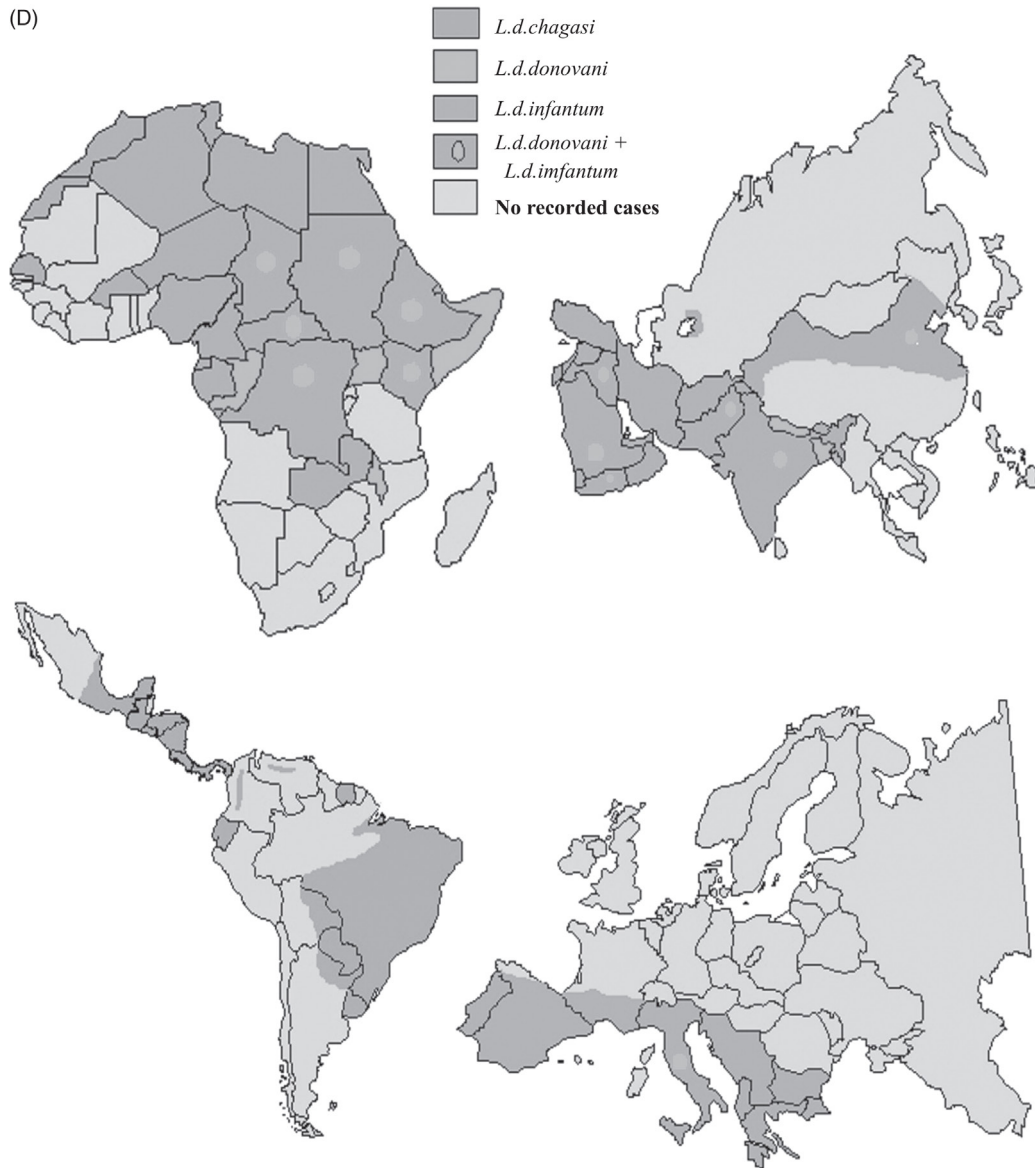 (D)
L.d.chagasi
L.d.donovani
L.d.infantum
L.d.donovani +
L.d.imfantum
No recorded cases